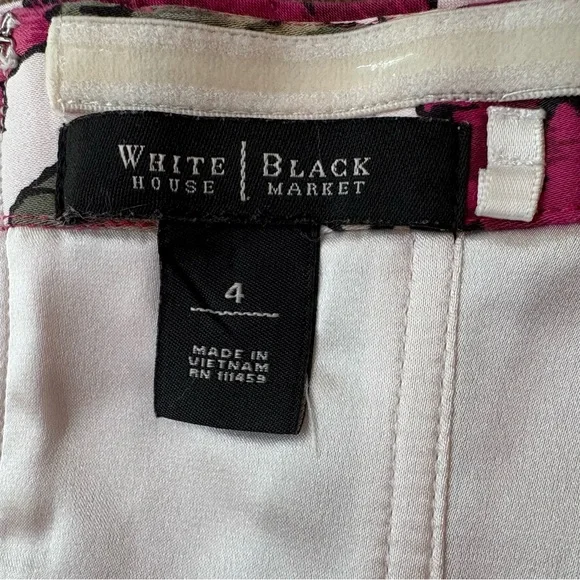 WHITE | BLACK
HOUSE | MARKET
4
MADE IN
VIETNAM
RN 111459